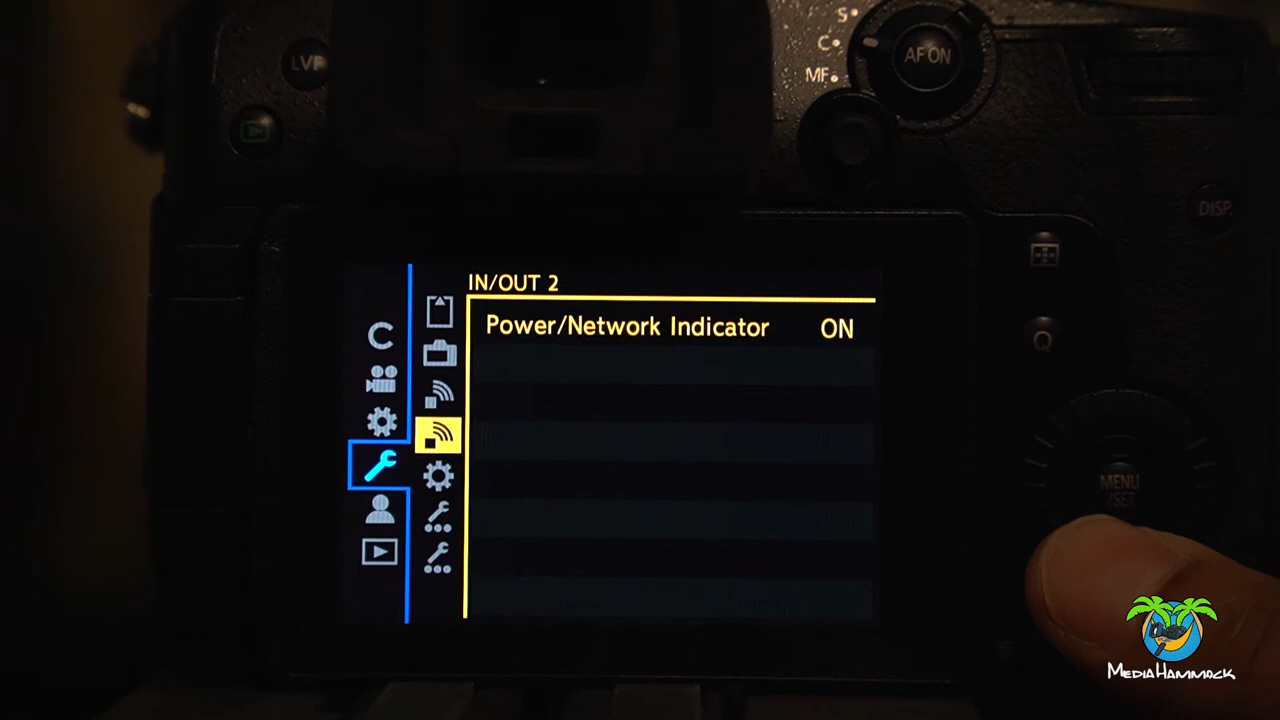 S
C
MF
AF ON
LVF
DISP.
IN/OUT 2
Power/Network Indicator ON
C
Q
MENU
/SET
MEDIAHAMMOCK